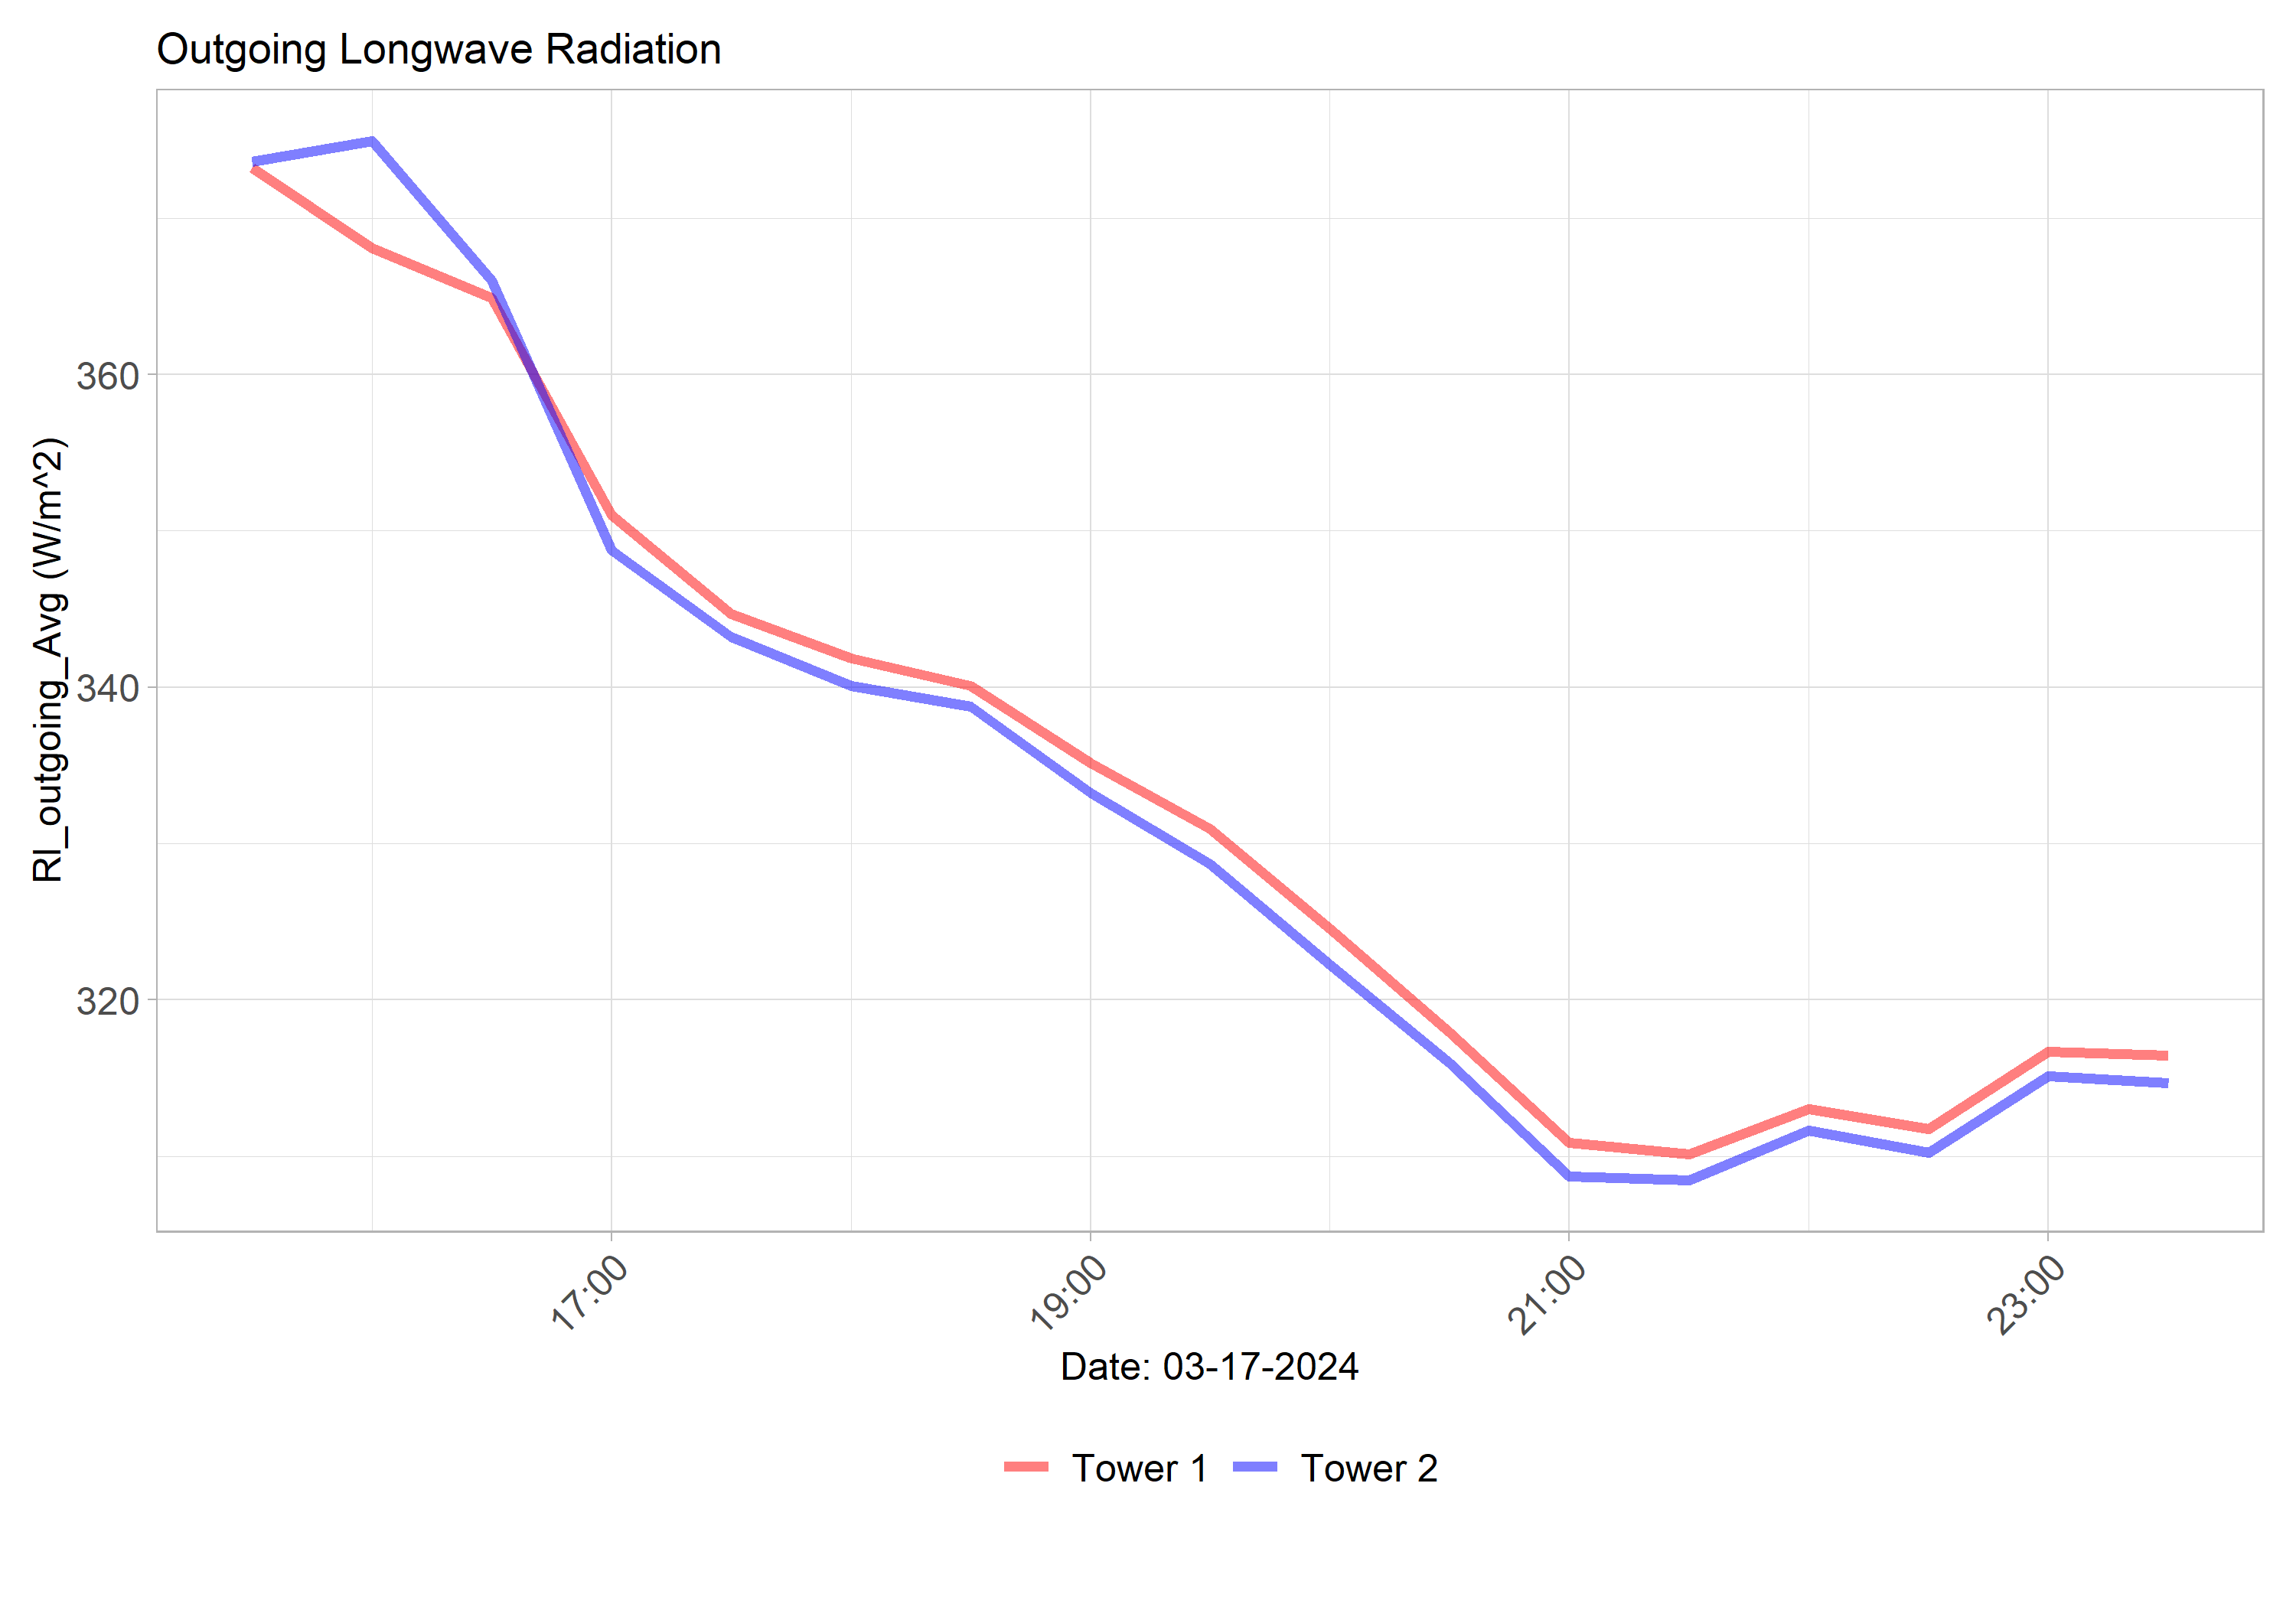 Outgoing Longwave Radiation
Rl_outgoing_Avg (W/m^2)
360
340
320
17:00
19:00
21:00
23:00
Date: 03-17-2024
Tower 1
Tower 2